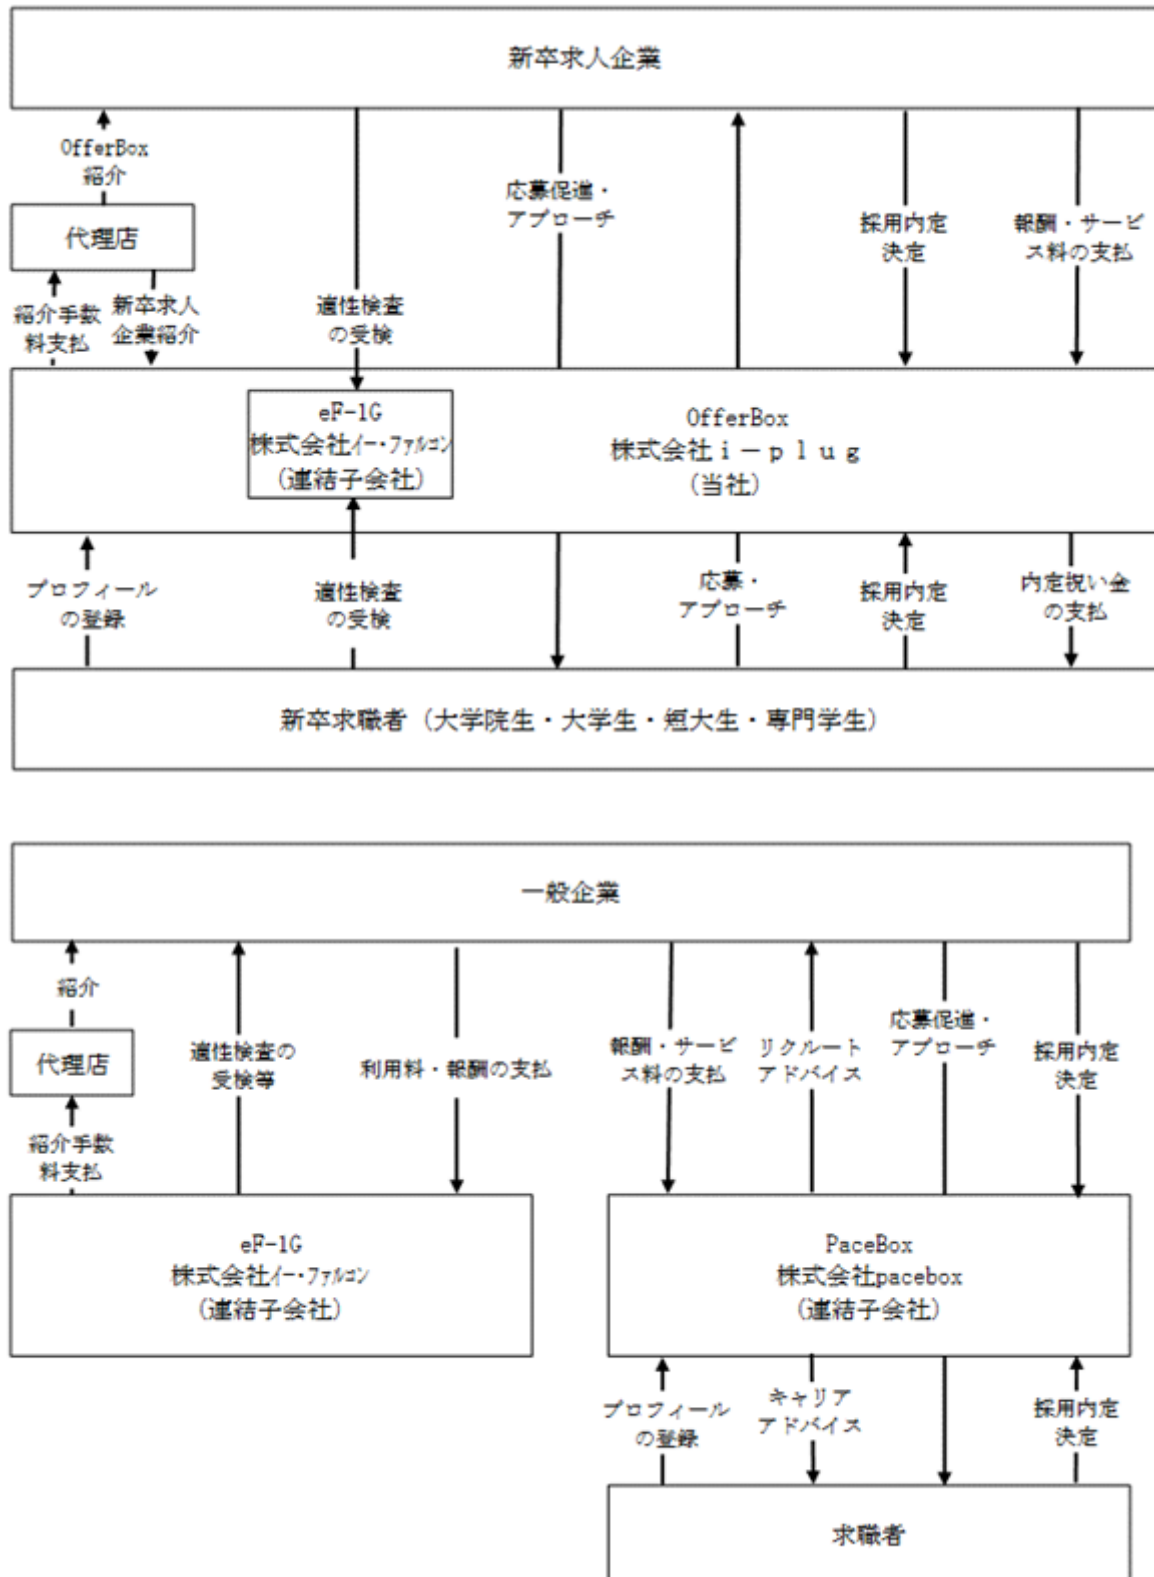 新卒求人企業
OfferBox
紹介
代理店
紹介手数
料支払
新卒求人
企業紹介
適性検査
の受検
応募促進・
アプローチ
採用内定
決定
報酬・サービ
ス料の支払
eF-1G
株式会社ｲｰ･ﾌｧﾙｺﾝ
(連結子会社)
OfferBox
株式会社ｉ－ｐｌｕｇ
(当社)
プロフィール
の登録
適性検査
の受検
応募・
アプローチ
採用内定
決定
内定祝い金
の支払
新卒求職者（大学院生・大学生・短大生・専門学生）
一般企業
紹介
代理店
紹介手数
料支払
適性検査の
受検等
利用料・報酬の支払
報酬・サービ
ス料の支払
リクルート
アドバイス
応募促進・
アプローチ
採用内定
決定
eF-1G
株式会社ｲｰ･ﾌｧﾙｺﾝ
(連結子会社)
PaceBox
株式会社pacebox
(連結子会社)
プロフィール
の登録
キャリア
アドバイス
採用内定
決定
求職者